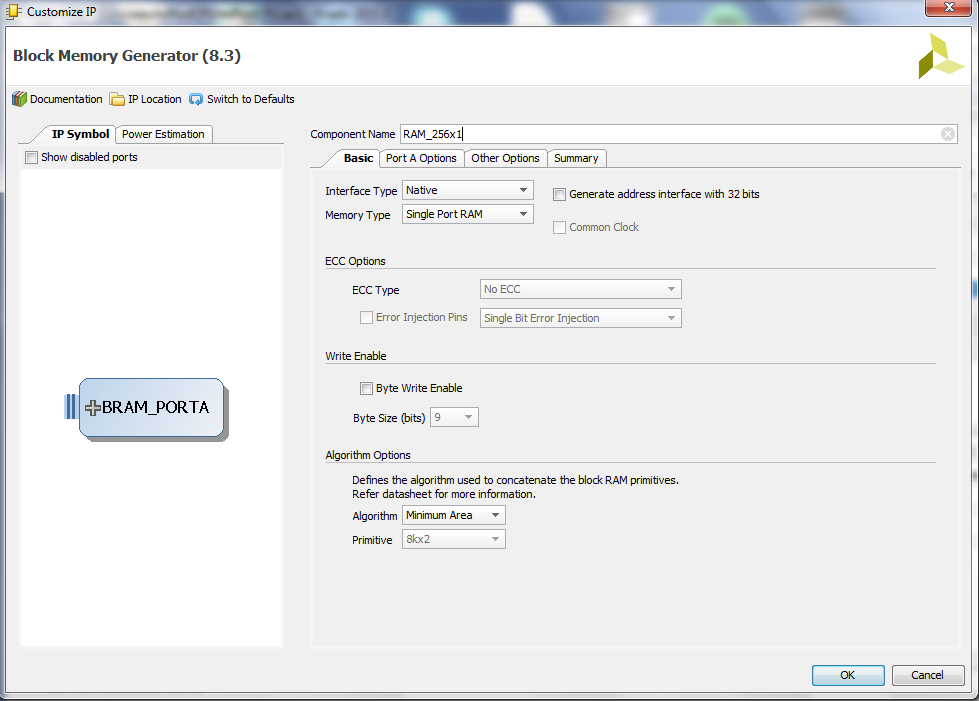 Customize IP
Block Memory Generator (8.3)
Documentation IP Location Switch to Defaults
IP Symbol Power Estimation
Show disabled ports
BRAM_PORTA
Component Name RAM_256x1
Basic Port A Options Other Options Summary
Interface Type Native Generate address interface with 32 bits
Memory Type Single Port RAM
Common Clock
ECC Options
ECC Type No ECC
Error Injection Pins Single Bit Error Injection
Write Enable
Byte Write Enable
Byte Size (bits) 9
Algorithm Options
Defines the algorithm used to concatenate the block RAM primitives.
Refer datasheet for more information.
Algorithm Minimum Area
Primitive 8kx2
OK Cancel